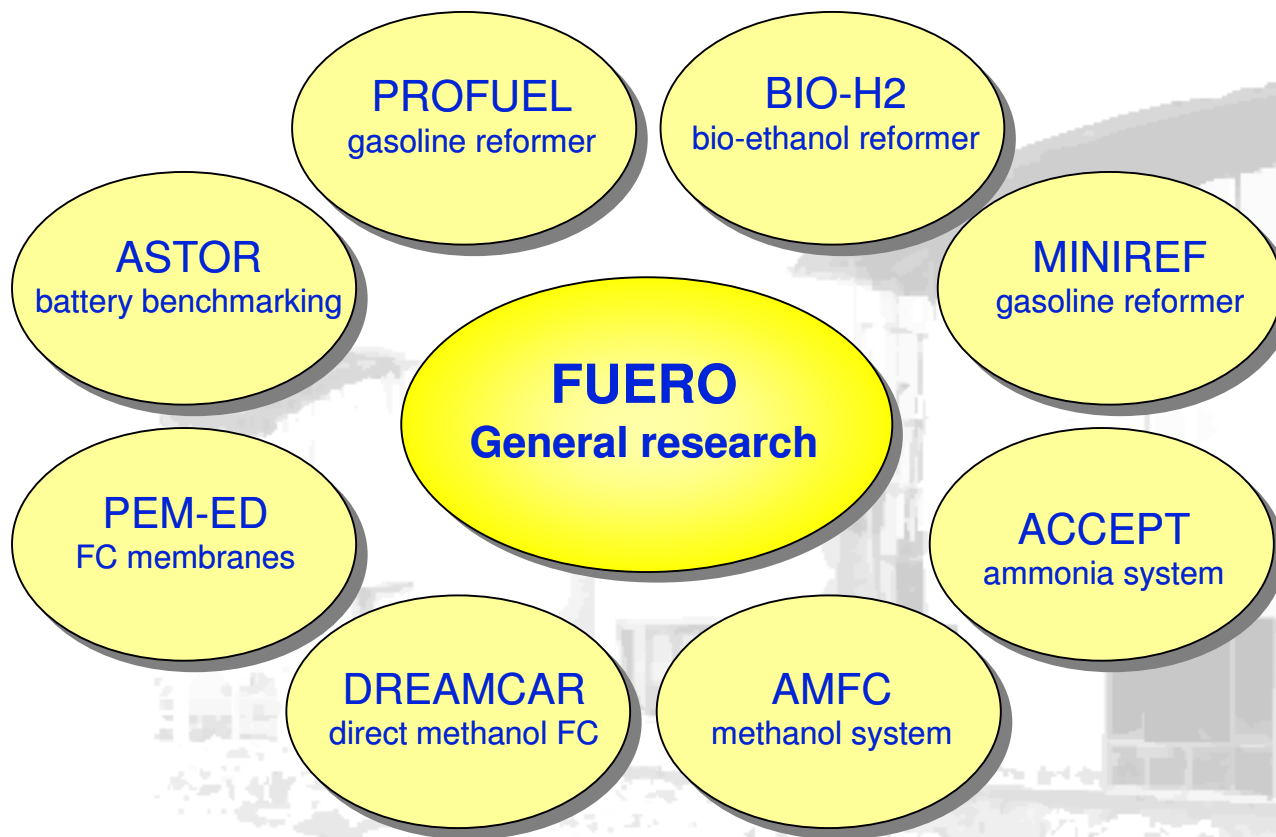 PROFUEL
gasoline reformer
BIO-H2
bio-ethanol reformer
ASTOR
battery benchmarking
MINIREF
gasoline reformer
FUERO
General research
PEM-ED
FC membranes
ACCEPT
ammonia system
DREAMCAR
direct methanol FC
AMFC
methanol system